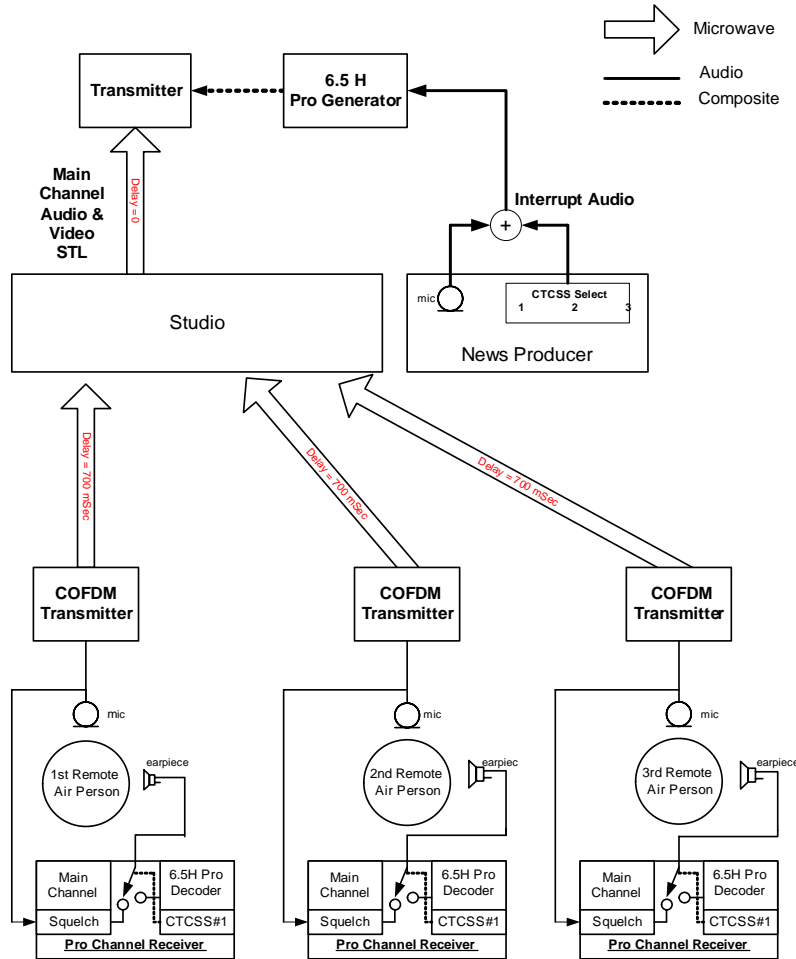 Microwave
Audio
Composite
Transmitter
6.5 H
Pro Generator
Main
Channel
Audio &
Video
STL
Delay = 0
Interrupt Audio
+
mic
CTCSS Select
1 2 3
News Producer
Studio
Delay = 700 mSec
Delay = 700 mSec
Delay = 700 mSec
COFDM
Transmitter
COFDM
Transmitter
COFDM
Transmitter
mic
mic
mic
1st Remote
Air Person
earpiece
2nd Remote
Air Person
earpiec
3rd Remote
Air Person
earpiece
Main
Channel
6.5H Pro
Decoder
Squelch
CTCSS#1
Pro Channel Receiver
Main
Channel
6.5H Pro
Decoder
Squelch
CTCSS#1
Pro Channel Receiver
Main
Channel
6.5H Pro
Decoder
Squelch
CTCSS#1
Pro Channel Receiver